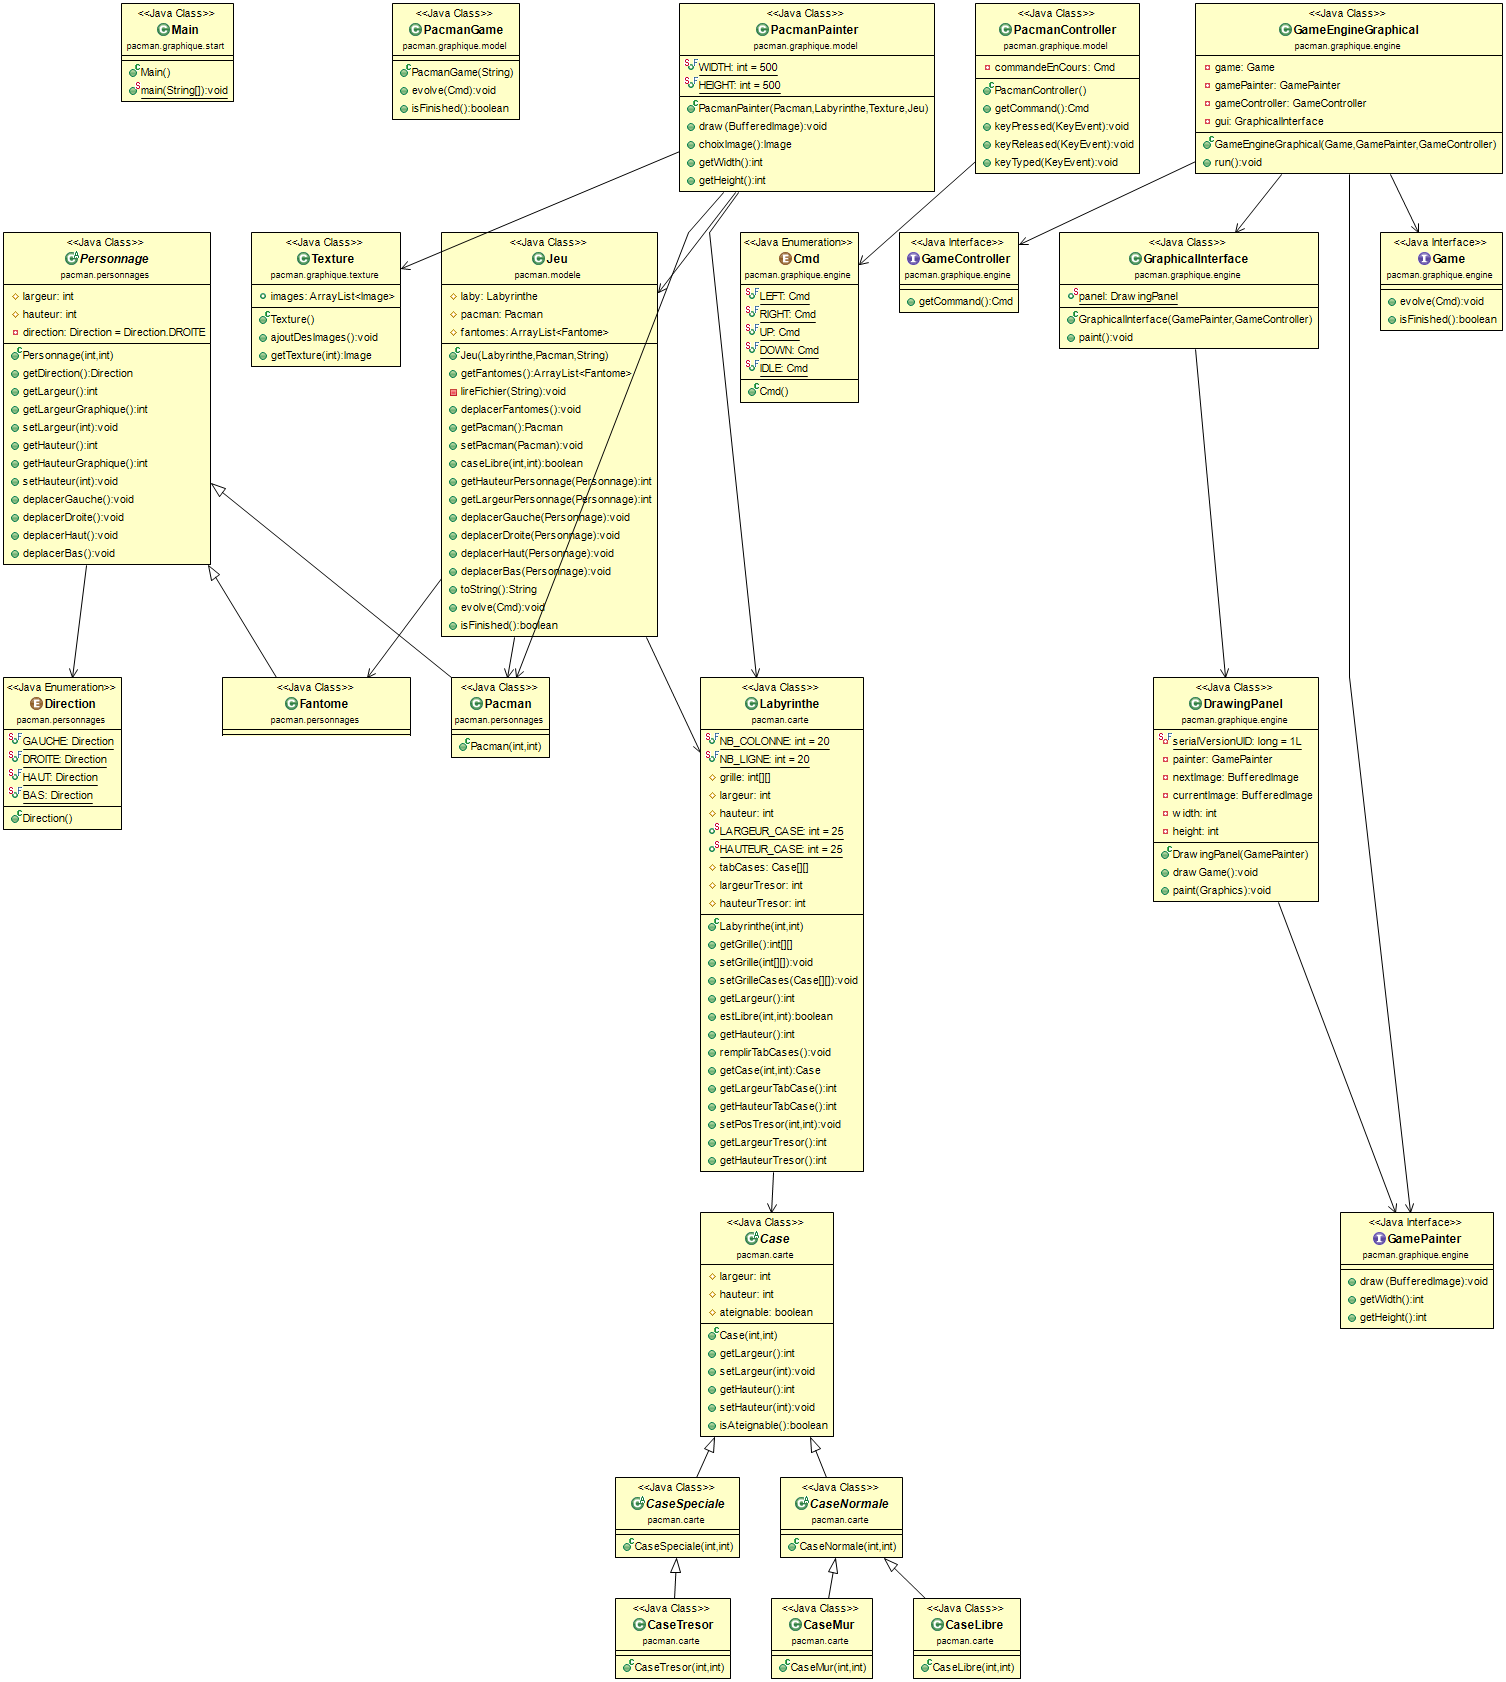 <<Java Class>>
Main
pacman.graphique.start
Main()
main(String[]):void
<<Java Class>>
PacmanGame
pacman.graphique.model
PacmanGame(String)
evolve(Cmd):void
isFinished():boolean
<<Java Class>>
PacmanPainter
pacman.graphique.model
WIDTH: int = 500
HEIGHT: int = 500
PacmanPainter(Pacman,Labyrinthe,Texture,Jeu)
draw(BufferedImage):void
choixImage():Image
getWidth():int
getHeight():int
<<Java Class>>
PacmanController
pacman.graphique.model
commandeEnCours: Cmd
PacmanController()
getCommand():Cmd
keyPressed(KeyEvent):void
keyReleased(KeyEvent):void
keyTyped(KeyEvent):void
<<Java Class>>
GameEngineGraphical
pacman.graphique.engine
game: Game
gamePainter: GamePainter
gameController: GameController
gui: GraphicalInterface
GameEngineGraphical(Game,GamePainter,GameController)
run():void
<<Java Class>>
Personnage
pacman.personnages
largeur: int
hauteur: int
direction: Direction = Direction.DROITE
Personnage(int,int)
getDirection():Direction
getLargeur():int
getLargeurGraphique():int
setLargeur(int):void
getHauteur():int
getHauteurGraphique():int
setHauteur(int):void
deplacerGauche():void
deplacerDroite():void
deplacerHaut():void
deplacerBas():void
<<Java Class>>
Texture
pacman.graphique.texture
images: ArrayList<Image>
Texture()
ajoutDesImages():void
getTexture(int):Image
<<Java Class>>
Jeu
pacman.modele
laby: Labyrinthe
pacman: Pacman
fantomes: ArrayList<Fantome>
Jeu(Labyrinthe,Pacman,String)
getFantomes():ArrayList<Fantome>
lireFichier(String):void
deplacerFantomes():void
getPacman():Pacman
setPacman(Pacman):void
caseLibre(int,int):boolean
getHauteurPersonnage(Personnage):int
getLargeurPersonnage(Personnage):int
deplacerGauche(Personnage):void
deplacerDroite(Personnage):void
deplacerHaut(Personnage):void
deplacerBas(Personnage):void
toString():String
evolve(Cmd):void
isFinished():boolean
<<Java Enumeration>>
Cmd
pacman.graphique.engine
LEFT: Cmd
RIGHT: Cmd
UP: Cmd
DOWN: Cmd
IDLE: Cmd
Cmd()
<<Java Interface>>
GameController
pacman.graphique.engine
getCommand():Cmd
<<Java Class>>
GraphicalInterface
pacman.graphique.engine
panel: DrawingPanel
GraphicalInterface(GamePainter,GameController)
paint():void
<<Java Interface>>
Game
pacman.graphique.engine
evolve(Cmd):void
isFinished():boolean
<<Java Enumeration>>
Direction
pacman.personnages
GAUCHE: Direction
DROITE: Direction
HAUT: Direction
BAS: Direction
Direction()
<<Java Class>>
Fantome
pacman.personnages
<<Java Class>>
Pacman
pacman.personnages
Pacman(int,int)
<<Java Class>>
Labyrinthe
pacman.carte
NB_COLONNE: int = 20
NB_LIGNE: int = 20
grille: int[][]
largeur: int
hauteur: int
LARGEUR_CASE: int = 25
HAUTEUR_CASE: int = 25
tabCases: Case[][]
largeurTresor: int
hauteurTresor: int
Labyrinthe(int,int)
getGrille():int[][]
setGrille(int[][]):void
setGrilleCases(Case[][]):void
getLargeur():int
estLibre(int,int):boolean
getHauteur():int
remplirTabCases():void
getCase(int,int):Case
getLargeurTabCase():int
getHauteurTabCase():int
setPosTresor(int,int):void
getLargeurTresor():int
getHauteurTresor():int
<<Java Class>>
DrawingPanel
pacman.graphique.engine
serialVersionUID: long = 1L
painter: GamePainter
nextImage: BufferedImage
currentImage: BufferedImage
width: int
height: int
DrawingPanel(GamePainter)
drawGame():void
paint(Graphics):void
<<Java Class>>
Case
pacman.carte
largeur: int
hauteur: int
ateignable: boolean
Case(int,int)
getLargeur():int
setLargeur(int):void
getHauteur():int
setHauteur(int):void
isAteignable():boolean
<<Java Interface>>
GamePainter
pacman.graphique.engine
draw(BufferedImage):void
getWidth():int
getHeight():int
<<Java Class>>
CaseSpeciale
pacman.carte
CaseSpeciale(int,int)
<<Java Class>>
CaseNormale
pacman.carte
CaseNormale(int,int)
<<Java Class>>
CaseTresor
pacman.carte
CaseTresor(int,int)
<<Java Class>>
CaseMur
pacman.carte
CaseMur(int,int)
<<Java Class>>
CaseLibre
pacman.carte
CaseLibre(int,int)